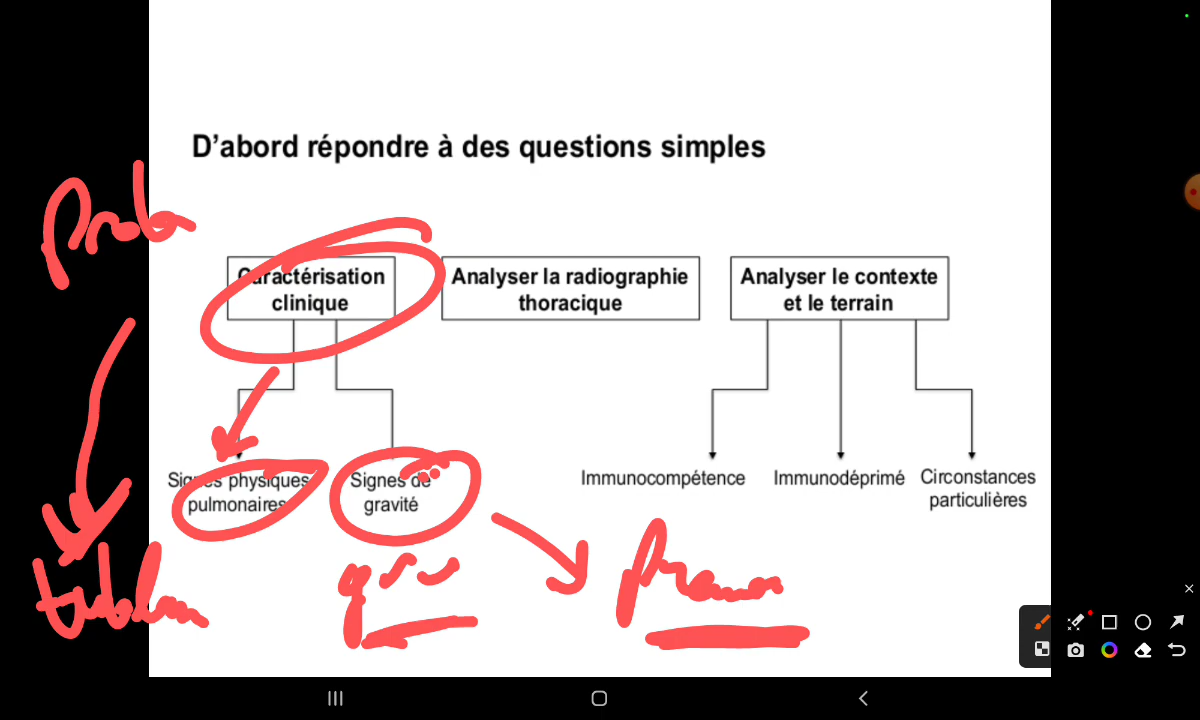 D'abord répondre à des questions simples
Prob
Caractérisation
clinique
Analyser la radiographie
thoracique
Analyser le contexte
et le terrain
Signes physiques
pulmonaires
Signes de
gravité
Immunocompétence
Immunodéprimé
Circonstances
particulières